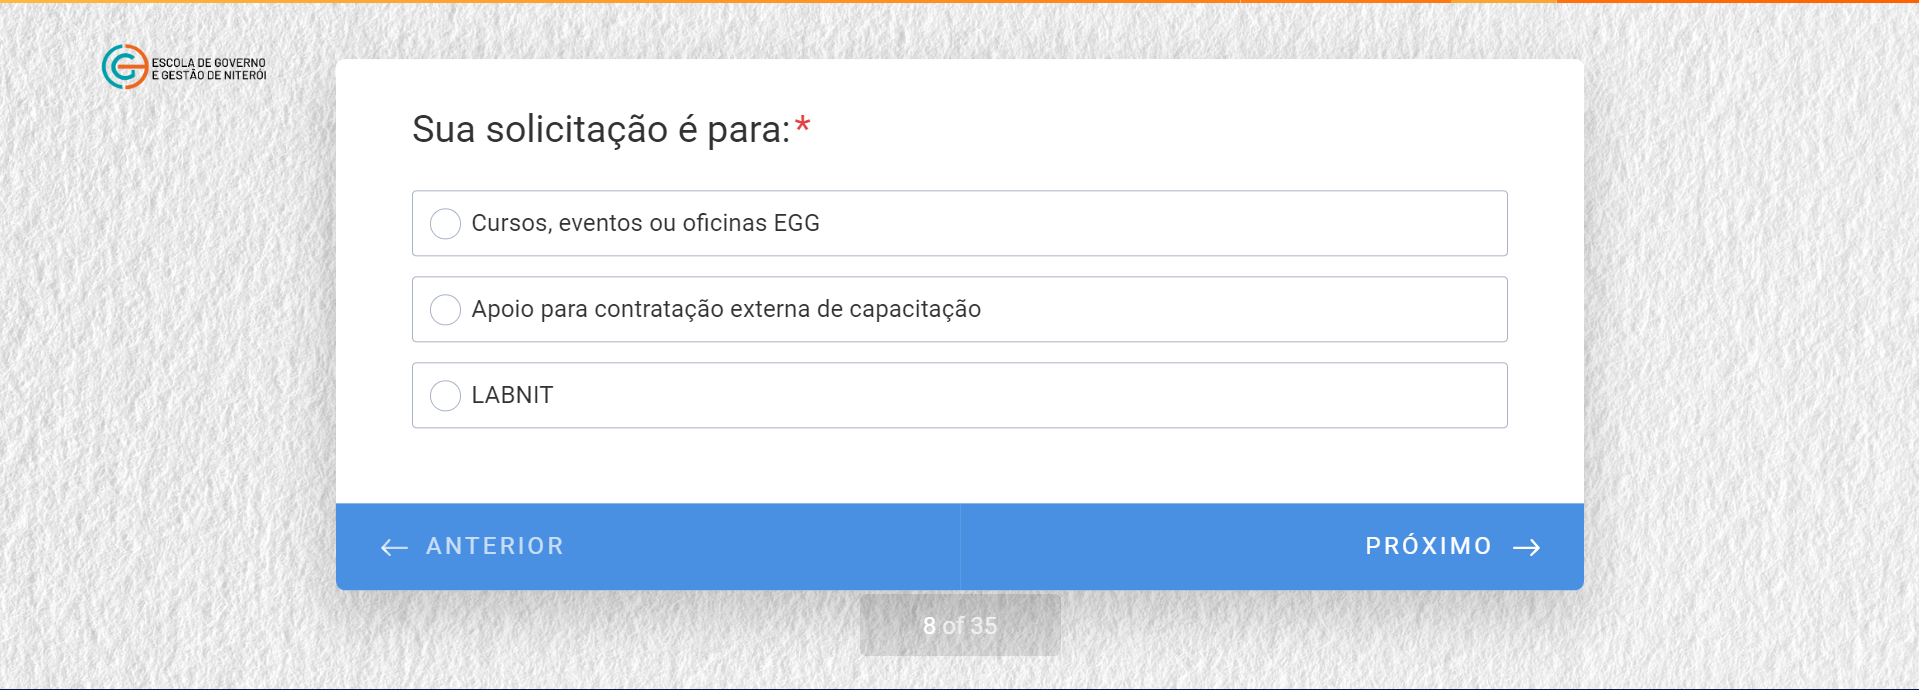 ESCOLA DE GOVERNO
E GESTÃO DE NITERÓI
Sua solicitação é para:*
Cursos, eventos ou oficinas EGG
Apoio para contratação externa de capacitação
LABNIT
← ANTERIOR
PRÓXIMO →
8 of 35